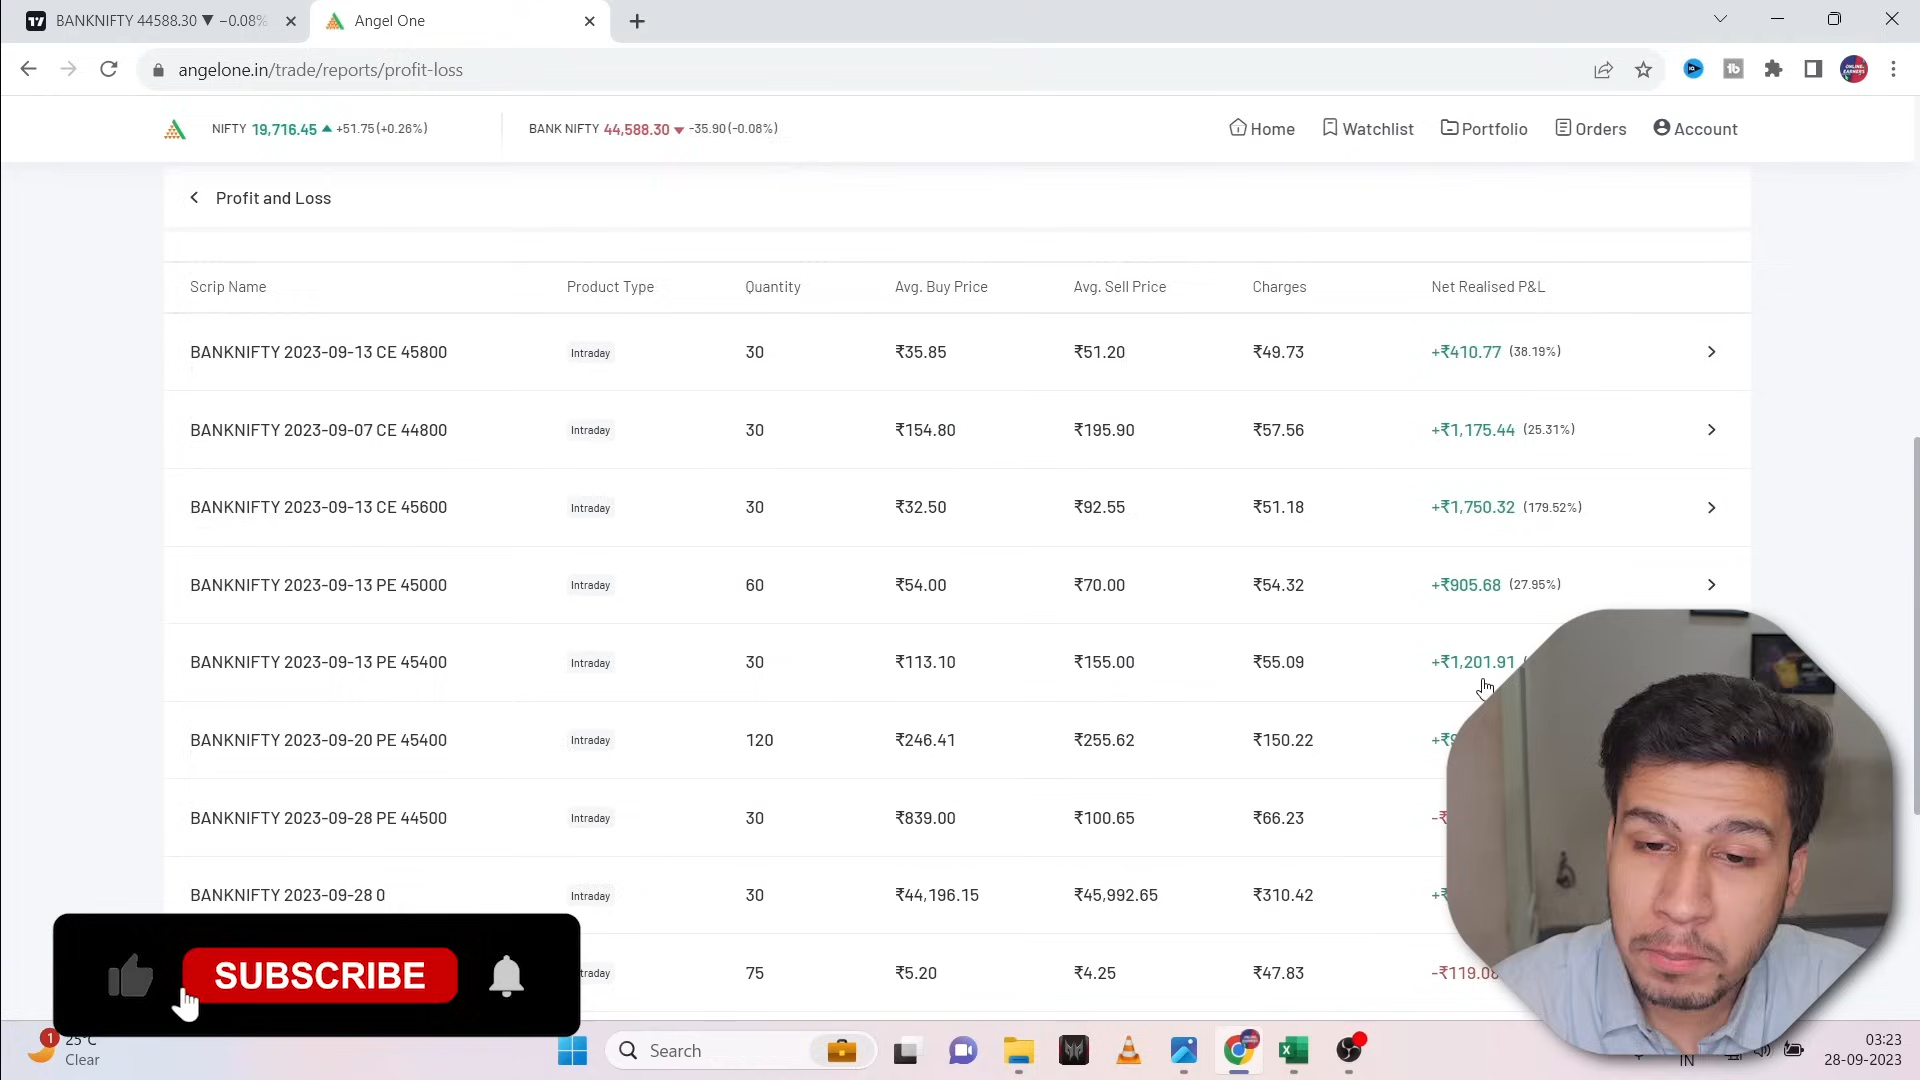 BANKNIFTY 44588.30 ▼ −0.08%
Angel One
angelone.in/trade/reports/profit-loss
NIFTY 19,716.45 ▲ +51.75(+0.26%)
BANK NIFTY 44,588.30 ▼ -35.90(-0.08%)
Home
Watchlist
Portfolio
Orders
Account
Profit and Loss
Scrip Name Product Type Quantity Avg. Buy Price Avg. Sell Price Charges Net Realised P&L
BANKNIFTY 2023-09-13 CE 45800 Intraday 30 ₹35.85 ₹51.20 ₹49.73 +₹410.77 (38.19%)
BANKNIFTY 2023-09-07 CE 44800 Intraday 30 ₹154.80 ₹195.90 ₹57.56 +₹1,175.44 (25.31%)
BANKNIFTY 2023-09-13 CE 45600 Intraday 30 ₹32.50 ₹92.55 ₹51.18 +₹1,750.32 (179.52%)
BANKNIFTY 2023-09-13 PE 45000 Intraday 60 ₹54.00 ₹70.00 ₹54.32 +₹905.68 (27.95%)
BANKNIFTY 2023-09-13 PE 45400 Intraday 30 ₹113.10 ₹155.00 ₹55.09 +₹1,201.91
BANKNIFTY 2023-09-20 PE 45400 Intraday 120 ₹246.41 ₹255.62 ₹150.22
BANKNIFTY 2023-09-28 PE 44500 Intraday 30 ₹839.00 ₹100.65 ₹66.23
BANKNIFTY 2023-09-28 0 Intraday 30 ₹44,196.15 ₹45,992.65 ₹310.42
75 ₹5.20 ₹4.25 ₹47.83
SUBSCRIBE
1
25°C
Clear
Search
IN
03:23
28-09-2023